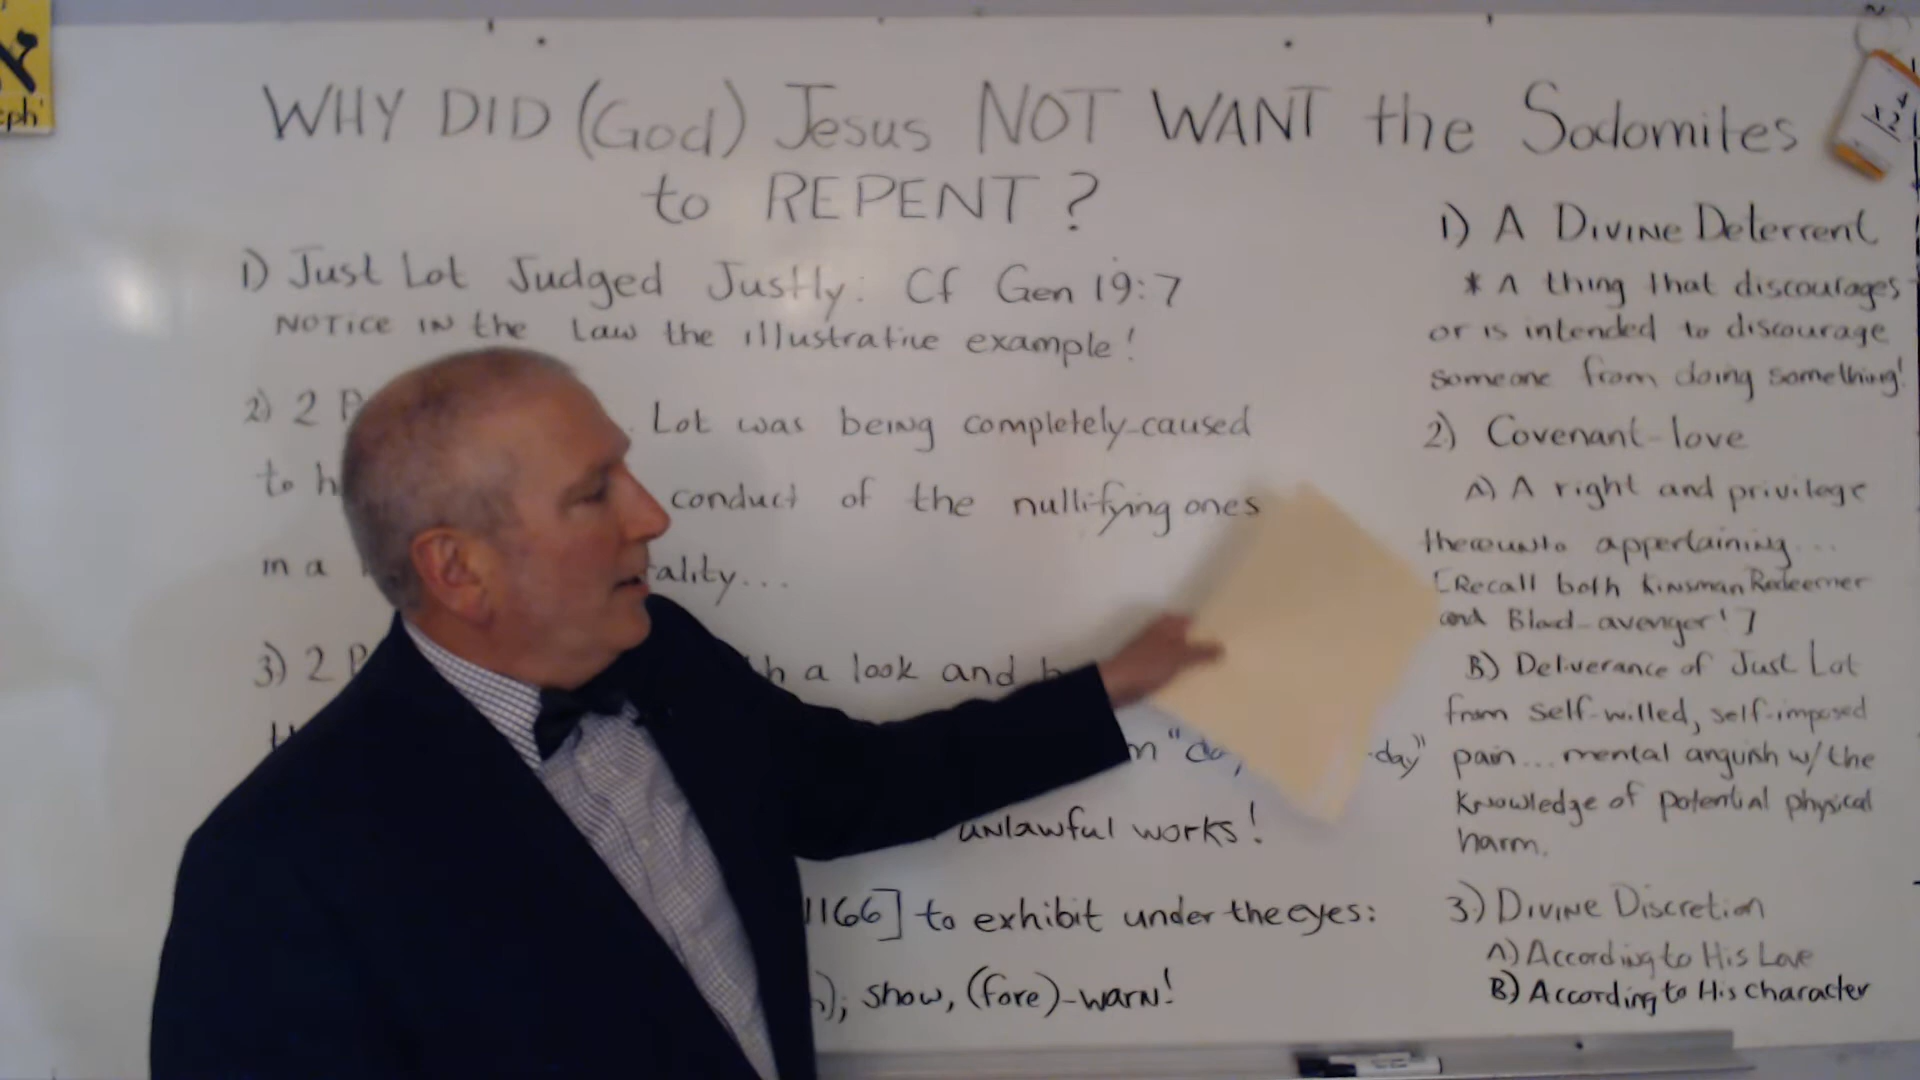 א
eph'
WHY DID (God) Jesus NOT WANT the Sodomites
to REPENT?
1) Just Lot Judged Justly: Cf Gen 19:7
NOTICE IN the Law the illustrative example!
2) 2 P
Lot was being completely-caused
to h
conduct of the nullifying ones
in a
ality...
3) 2 P
h a look and h
"da
-day"
unlawful works!
1166] to exhibit under the eyes:
); show, (fore)-warn!
1) A Divine Deterrent
* A thing that discourages
or is intended to discourage
someone from doing something!
2) Covenant-love
A) A right and privilege
thereunto appertaining...
[Recall both Kinsman Redeemer
and Blood-avenger!]
B) Deliverance of Just Lot
from self-willed, self-imposed
pain...mental anguish w/the
Knowledge of potential physical
harm.
3) Divine Discretion
A) According to His Love
B) According to His character